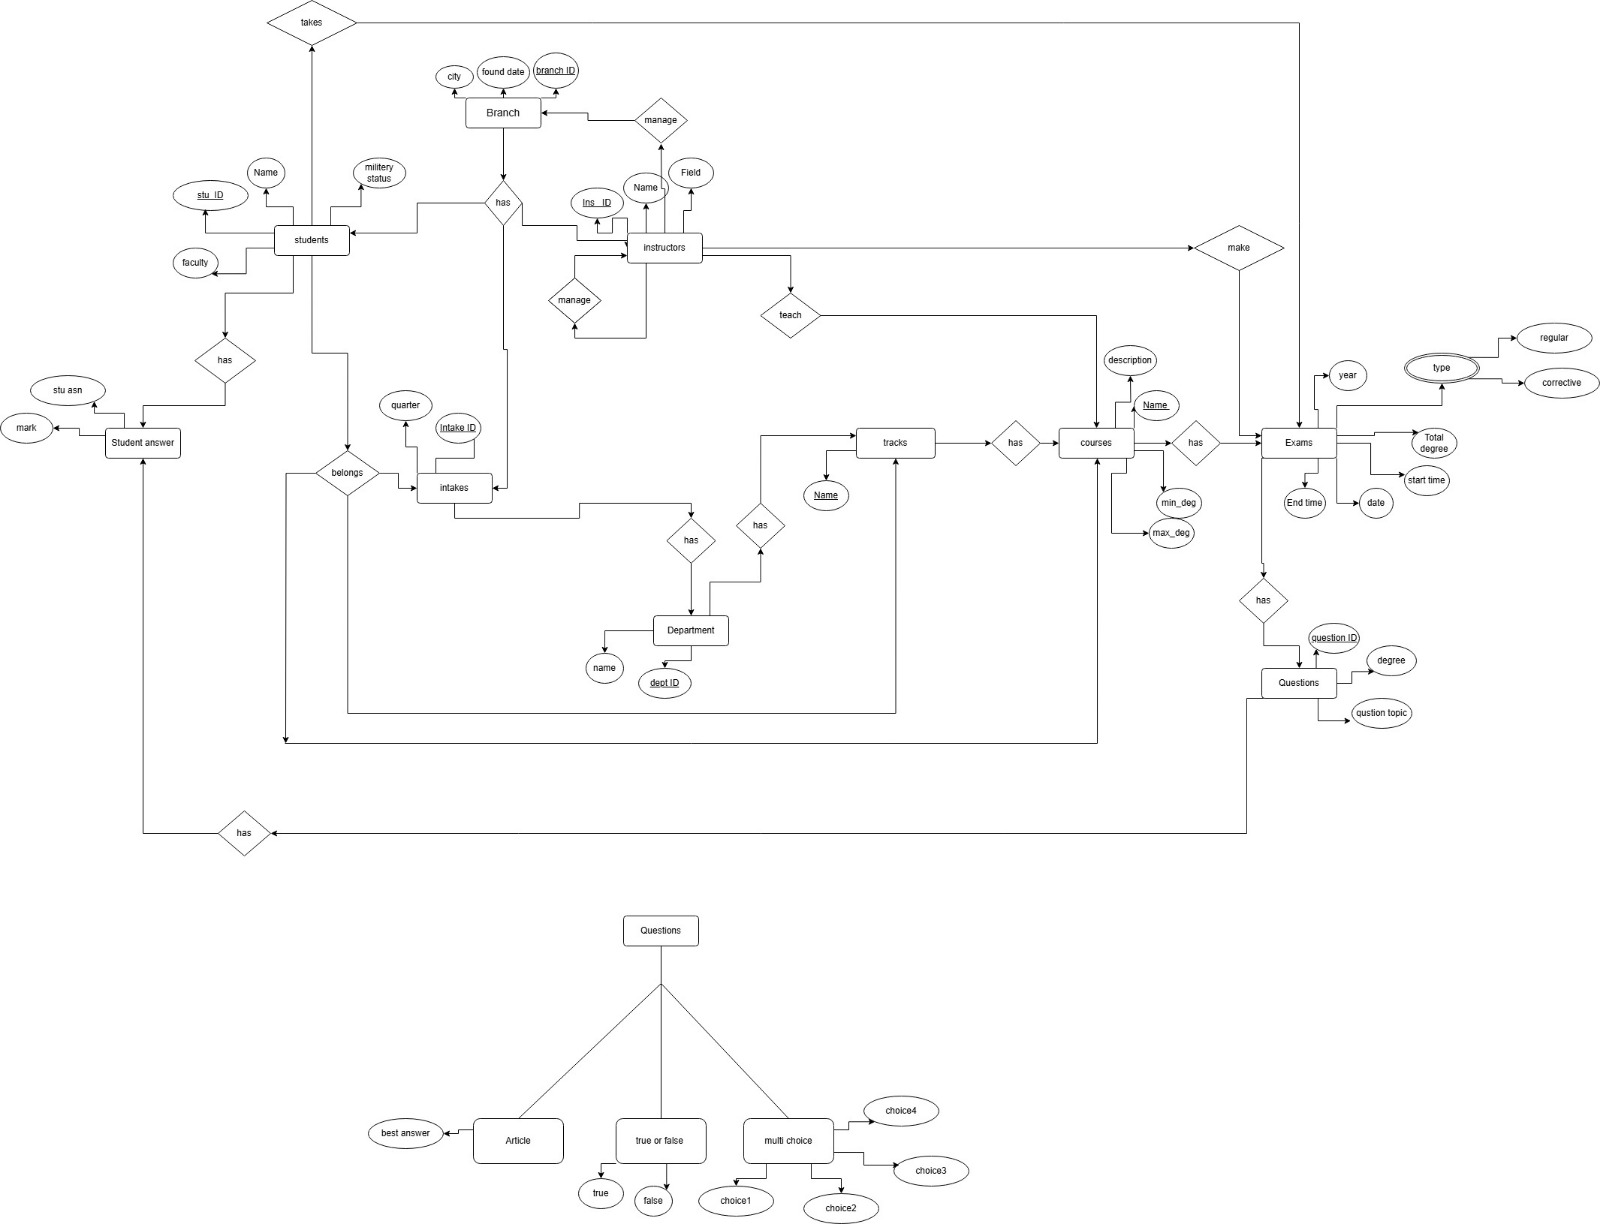 takes
city
found date
branch ID
Branch
manage
Name
militery
status
stu_ID
Ins_ ID
Name
Field
has
students
instructors
make
faculty
manage
teach
has
description
regular
type
year
corrective
stu asn
mark
quarter
Intake ID
Name
Student answer
tracks
has
courses
has
Exams
Total
degree
belongs
intakes
Name
start time
min_deg
End time
date
has
has
max_deg
has
Department
question ID
name
dept ID
degree
Questions
qustion topic
has
Questions
choice4
best answer
Article
true or false
multi choice
choice3
true
false
choice1
choice2